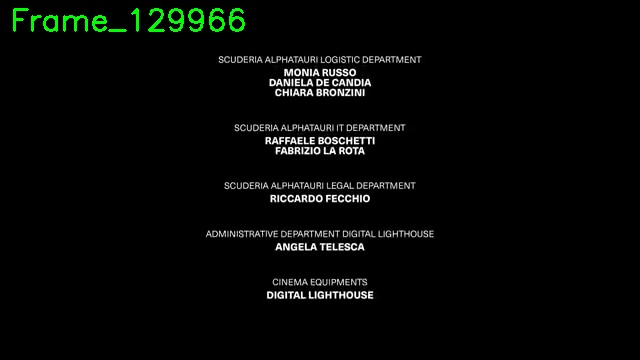 Frame_129966
SCUDERIA ALPHATAURI LOGISTIC DEPARTMENT
MONIA RUSSO
DANIELA DE CANDIA
CHIARA BRONZINI
SCUDERIA ALPHATAURI IT DEPARTMENT
RAFFAELE BOSCHETTI
FABRIZIO LA ROTA
SCUDERIA ALPHATAURI LEGAL DEPARTMENT
RICCARDO FECCHIO
ADMINISTRATIVE DEPARTMENT DIGITAL LIGHTHOUSE
ANGELA TELESCA
CINEMA EQUIPMENTS
DIGITAL LIGHTHOUSE